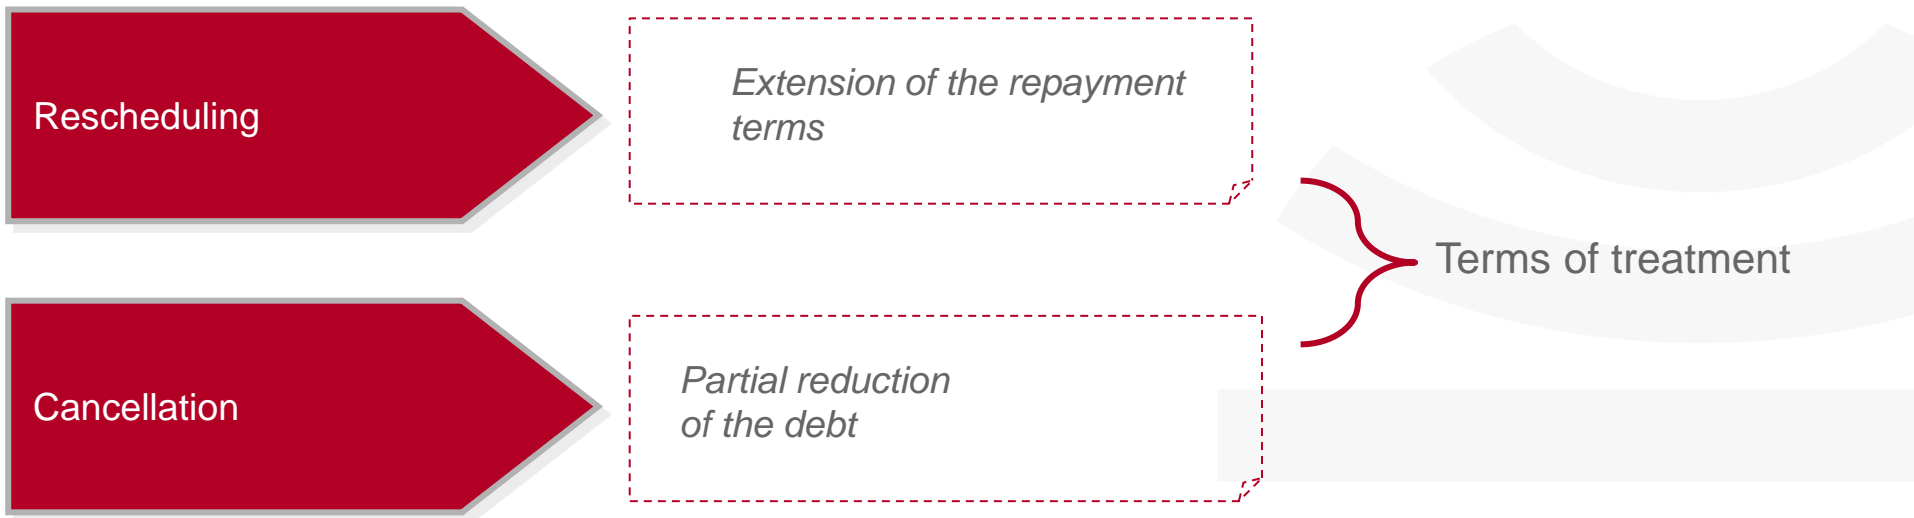 Rescheduling
Extension of the repayment
terms
Terms of treatment
Cancellation
Partial reduction
of the debt